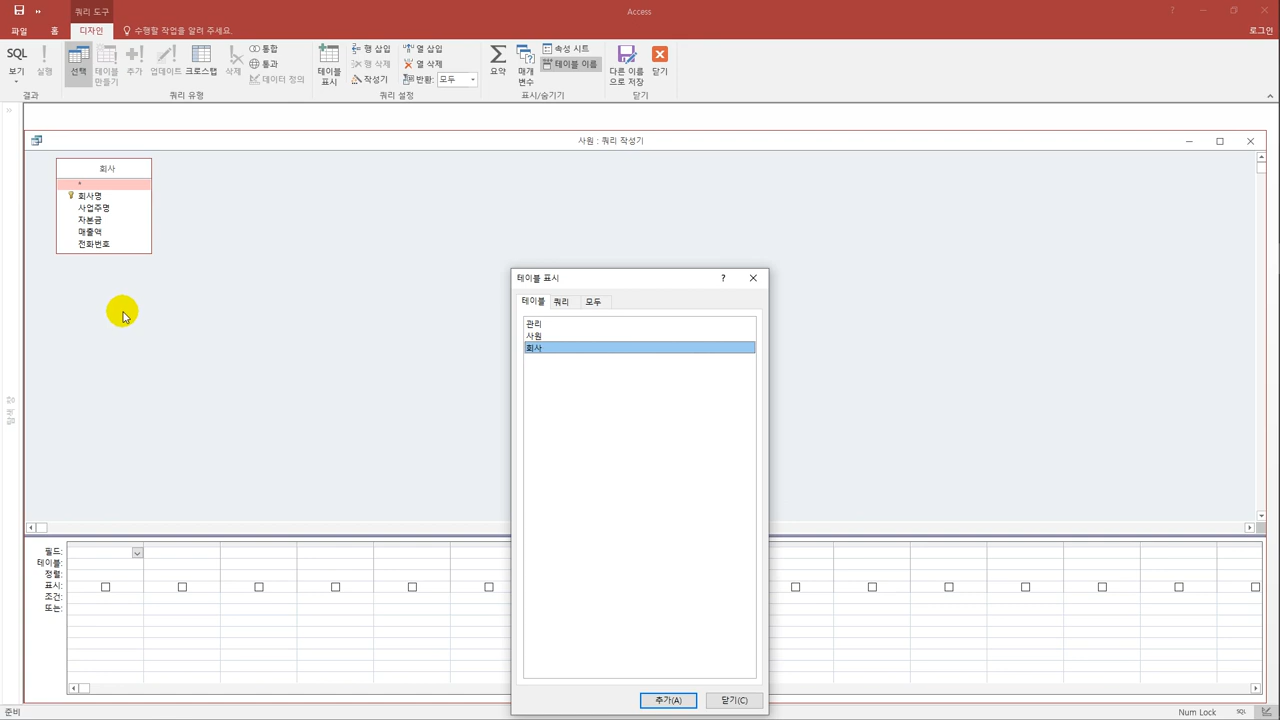 쿼리 도구
Access
파일
홈
디자인
수행할 작업을 알려 주세요.
로그인
SQL
보기
실행
결과
선택
테이블
만들기
추가
업데이트
크로스탭
삭제
통합
통과
데이터 정의
쿼리 유형
테이블
표시
행 삽입
행 삭제
작성기
열 삽입
열 삭제
반환:
모두
쿼리 설정
요약
매개
변수
속성 시트
테이블 이름
표시/숨기기
다른 이름
으로 저장
닫기
닫기
사원 : 쿼리 작성기
회사
*
회사명
사업주명
자본금
매출액
전화번호
탐색 창
테이블 표시
?
테이블
쿼리
모두
관리
사원
회사
추가(A)
닫기(C)
필드:
테이블:
정렬:
표시:
조건:
또는:
준비
Num Lock
SQL